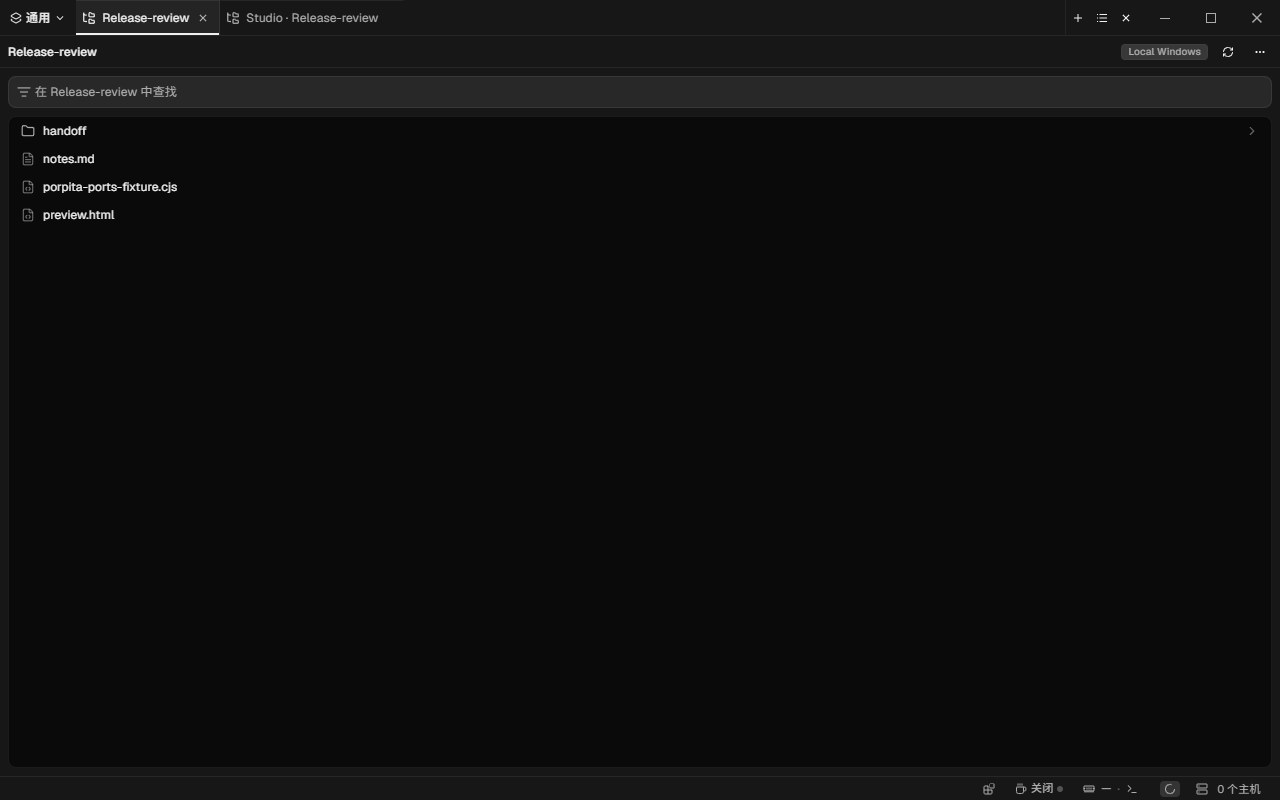 通用
Release-review
Studio · Release-review
Release-review
Local Windows
在 Release-review 中查找
handoff
notes.md
porpita-ports-fixture.cjs
preview.html
关闭
0 个主机